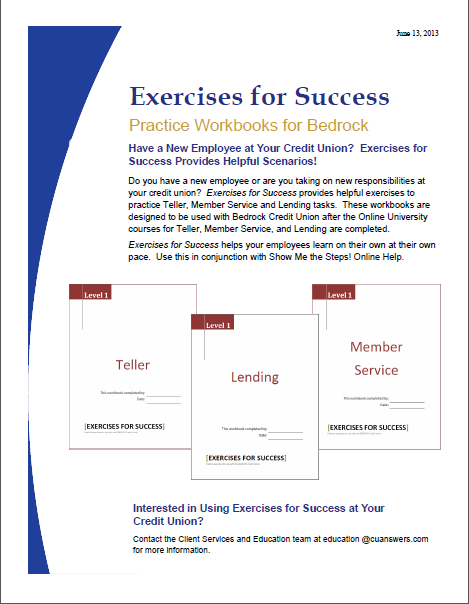 June 13, 2013
Exercises for Success
Practice Workbooks for Bedrock
Have a New Employee at Your Credit Union?  Exercises for
Success Provides Helpful Scenarios!
Do you have a new employee or are you taking on new responsibilities at
your credit union?  Exercises for Success provides helpful exercises to
practice Teller, Member Service and Lending tasks.  These workbooks are
designed to be used with Bedrock Credit Union after the Online University
courses for Teller, Member Service, and Lending are completed.
Exercises for Success helps your employees learn on their own at their own
pace.  Use this in conjunction with Show Me the Steps! Online Help.
Level 1
Teller
This workbook completed by:
Date:
[EXERCISES FOR SUCCESS]
Level 1
Lending
This workbook completed by:
Date:
[EXERCISES FOR SUCCESS]
Level 1
Member
Service
This workbook completed by:
Date:
[EXERCISES FOR SUCCESS]
Interested in Using Exercises for Success at Your
Credit Union?
Contact the Client Services and Education team at education @cuanswers.com
for more information.